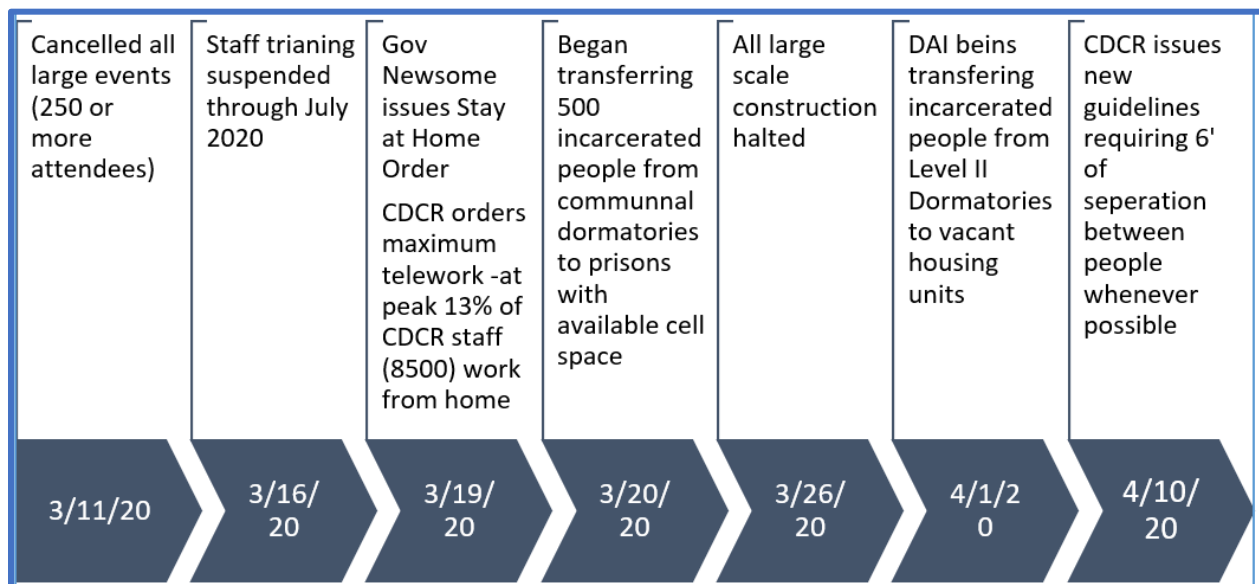 Cancelled all
large events
(250 or
more
attendees)
Staff trianing
suspended
through July
2020
Gov
Newsome
issues Stay
at Home
Order
CDCR orders
maximum
telework -at
peak 13% of
CDCR staff
(8500) work
from home
Began
transferring
500
incarcerated
people from
communnal
dormatories
to prisons
with
available cell
space
All large
scale
construction
halted
DAI beins
transfering
incarcerated
people from
Level II
Dormatories
to vacant
housing
units
CDCR issues
new
guidelines
requiring 6'
of
seperation
between
people
whenever
possible
3/11/20
3/16/
20
3/19/
20
3/20/
20
3/26/
20
4/1/2
0
4/10/
20